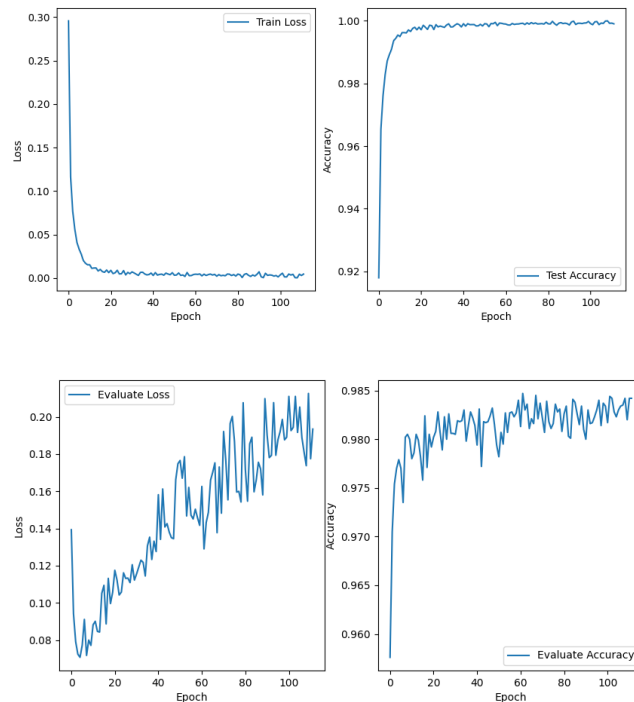 0.30
0.25
0.20
0.15
0.10
0.05
0.00
Loss
Train Loss
0 20 40 60 80 100
Epoch
1.00
0.98
0.96
0.94
0.92
Accuracy
Test Accuracy
0 20 40 60 80 100
Epoch
0.20
0.18
0.16
0.14
0.12
0.10
0.08
Loss
Evaluate Loss
0 20 40 60 80 100
Epoch
0.985
0.980
0.975
0.970
0.965
0.960
Accuracy
Evaluate Accuracy
0 20 40 60 80 100
Epoch